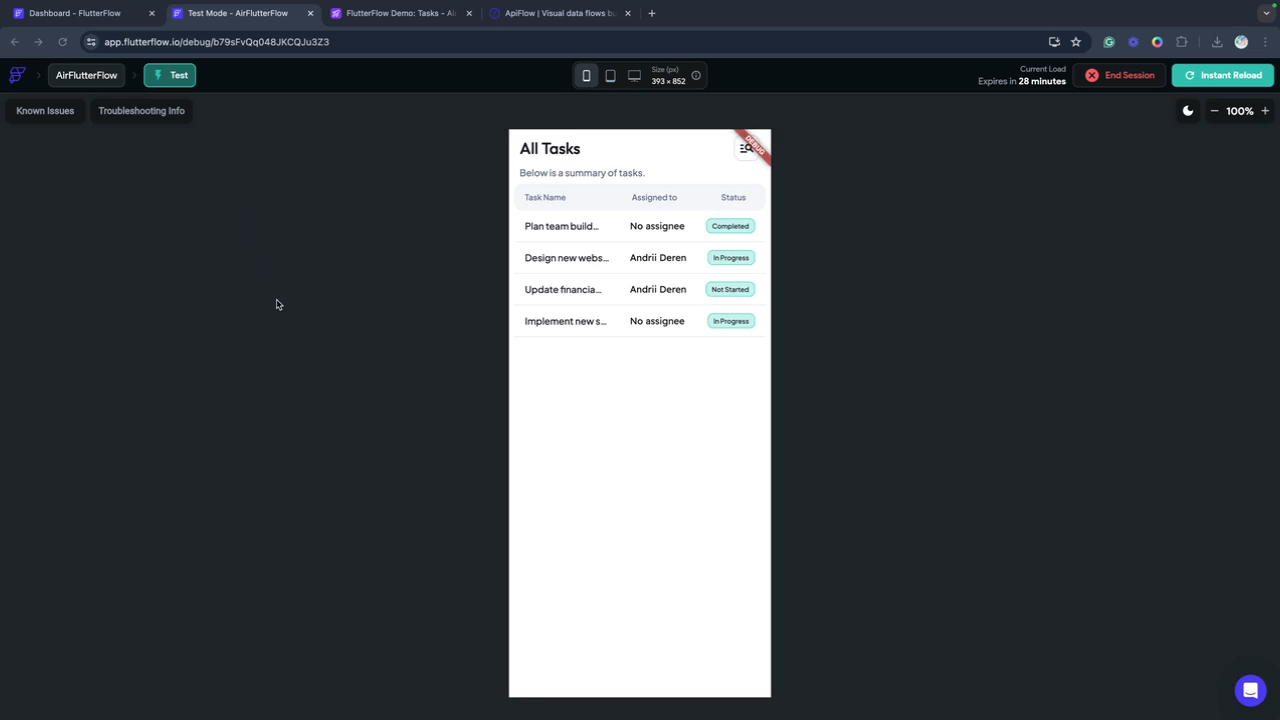 Dashboard - FlutterFlow
Test Mode - AirFlutterFlow
FlutterFlow Demo: Tasks - Ai
ApiFlow | Visual data flows bu
app.flutterflow.io/debug/b79sFvQq048JKCQJu3Z3
AirFlutterFlow
Test
Size (px)
393 × 852
Current Load
Expires in 28 minutes
End Session
Instant Reload
Known Issues
Troubleshooting Info
100%
DEBUG
All Tasks
Below is a summary of tasks.
Task Name Assigned to Status
Plan team build... No assignee Completed
Design new webs... Andrii Deren In Progress
Update financia... Andrii Deren Not Started
Implement new s... No assignee In Progress